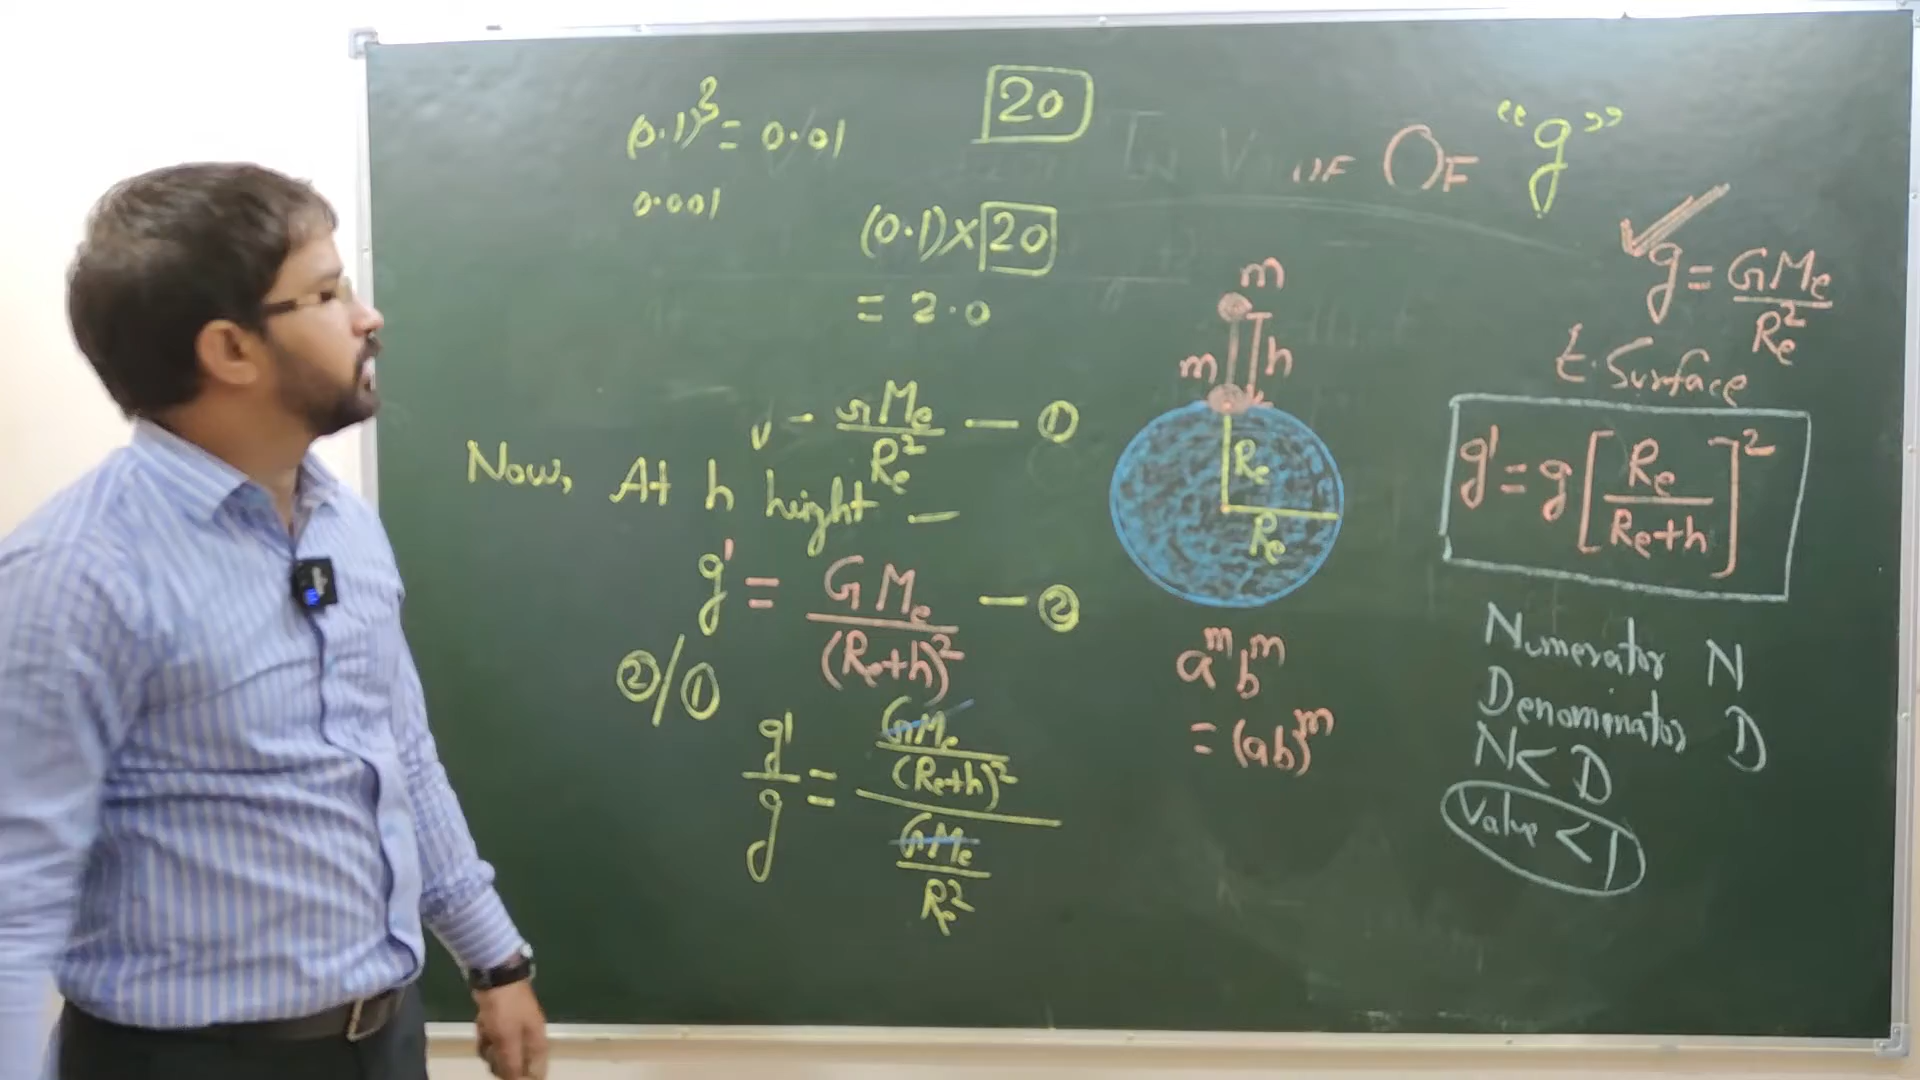 (0.1)³ = 0.01
0.001
20
(0.1)×20
= 2.0
OF "g"
g = GMe/Re²
E. Surface
m
m h
Re
Re
GMe/Re² — ①
Now, At h height —
g' = GMe/(Re+h)² — ②
②/①
g'/g = (GMe/(Re+h)²)/(GMe/Re²)
aᵐbᵐ
= (ab)ᵐ
g' = g[Re/(Re+h)]²
Numerator N
Denominator D
N < D
Value < 1